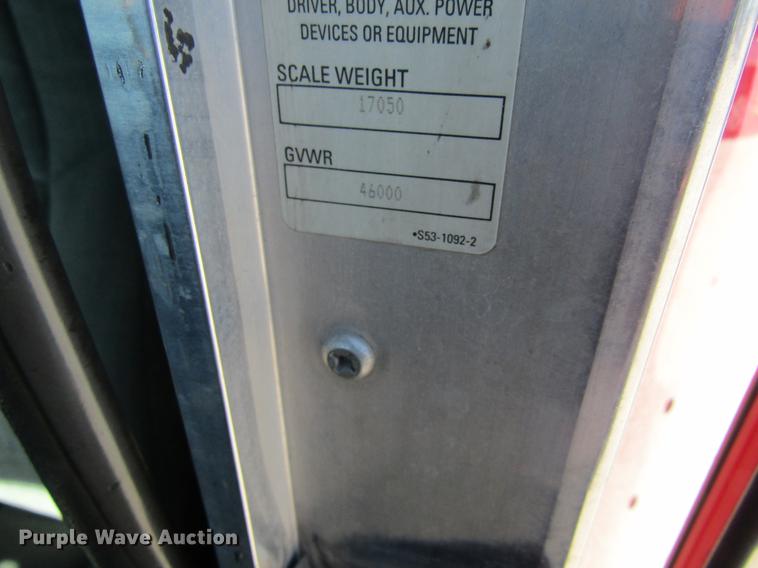 DRIVER, BODY, AUX. POWER
DEVICES OR EQUIPMENT
SCALE WEIGHT
17050
GVWR
46000
•S53-1092-2
Purple Wave Auction®